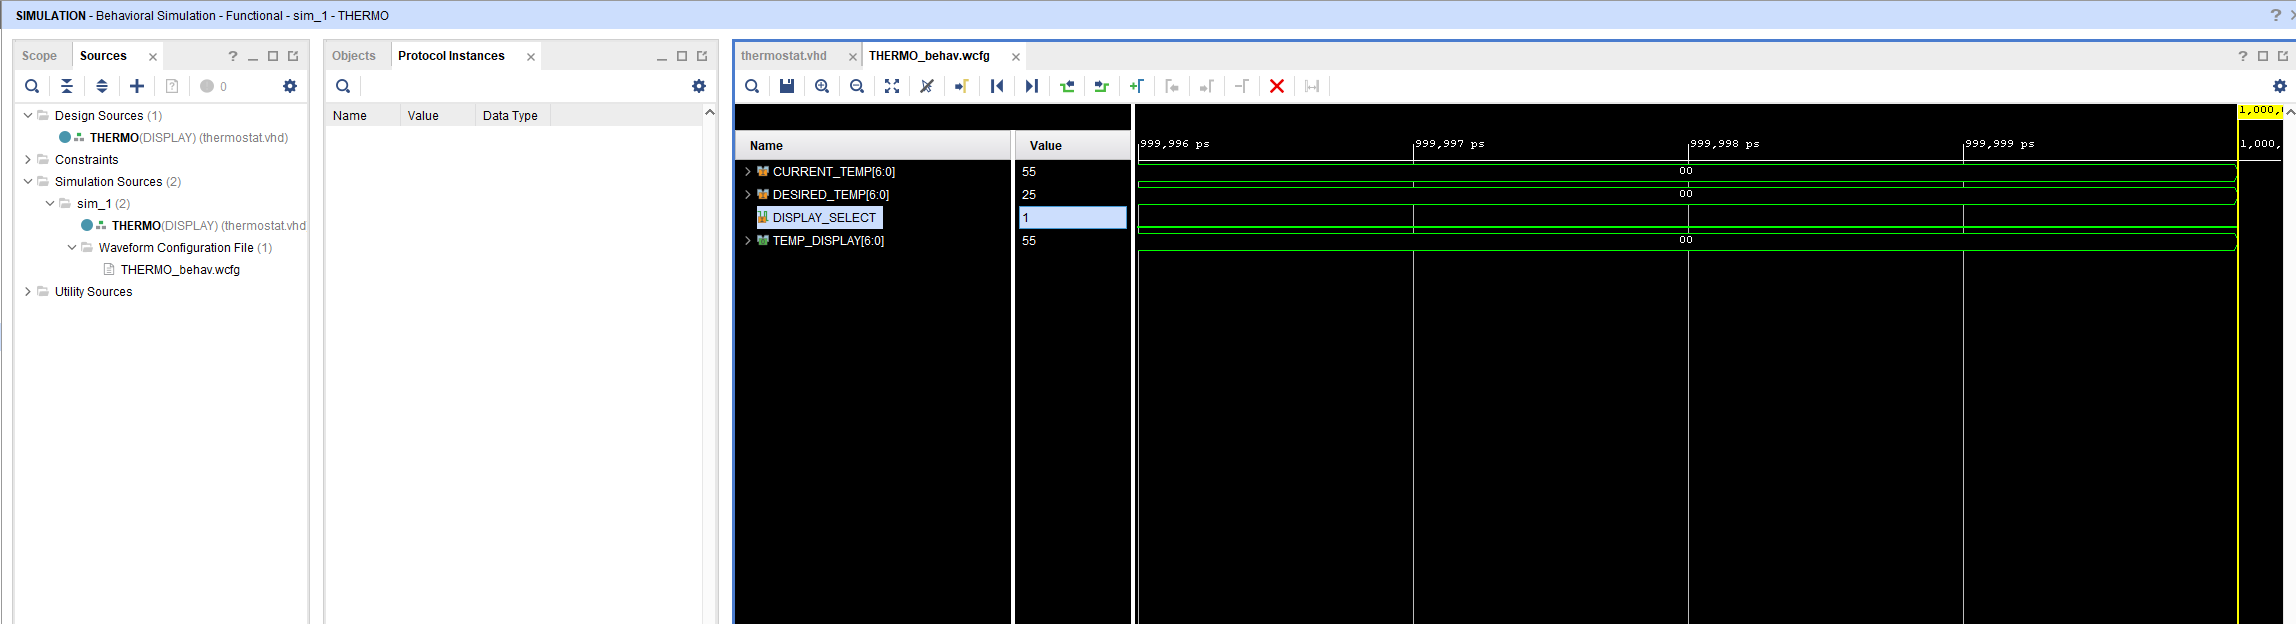 SIMULATION - Behavioral Simulation - Functional - sim_1 - THERMO
?
Scope Sources ?
0
Design Sources (1)
THERMO(DISPLAY) (thermostat.vhd)
Constraints
Simulation Sources (2)
sim_1 (2)
THERMO(DISPLAY) (thermostat.vhd
Waveform Configuration File (1)
THERMO_behav.wcfg
Utility Sources
Objects Protocol Instances
Name Value Data Type
thermostat.vhd THERMO_behav.wcfg ?
Name Value
CURRENT_TEMP[6:0] 55
DESIRED_TEMP[6:0] 25
DISPLAY_SELECT 1
TEMP_DISPLAY[6:0] 55
1,000,
999,996 ps 999,997 ps 999,998 ps 999,999 ps 1,000,
00
00
00